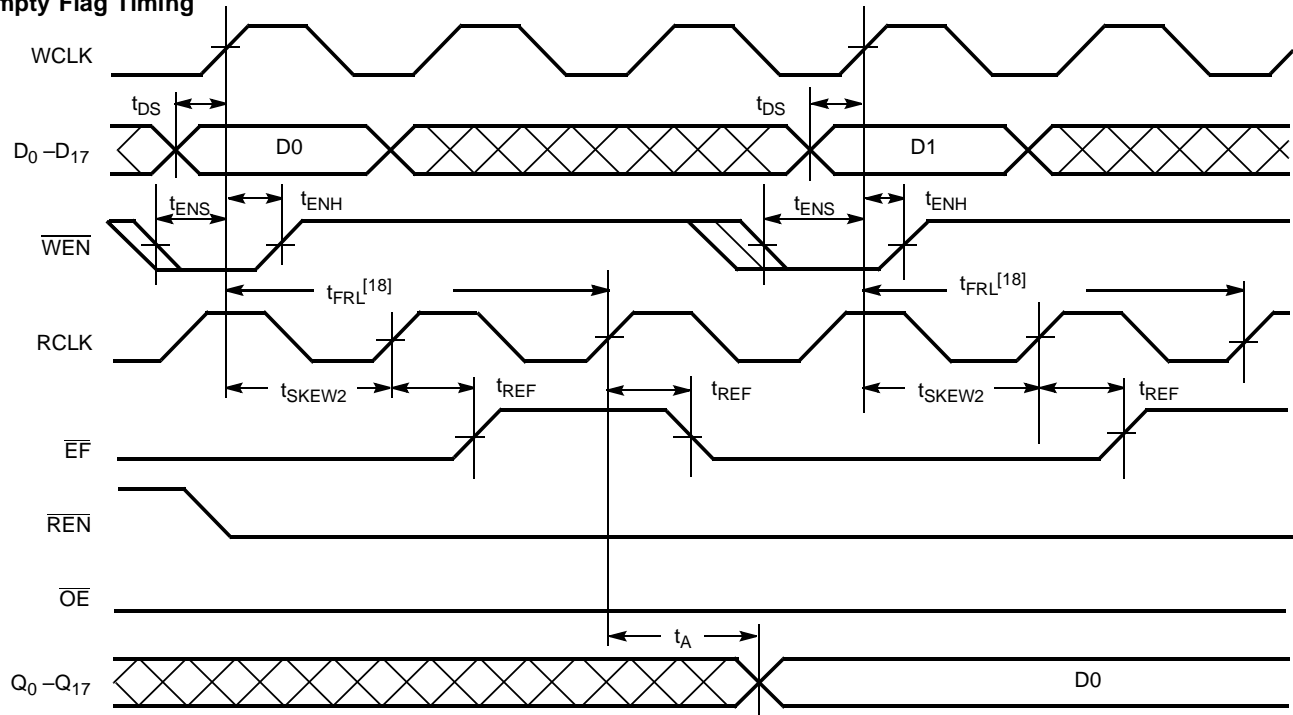 mpty Flag Timing
WCLK
tDS tDS
D0 –D17 D0 D1
tENS tENH tENS tENH
WEN
tFRL[18] tFRL[18]
RCLK
tSKEW2 tREF tREF tSKEW2 tREF
EF
REN
OE
tA
Q0 –Q17 D0